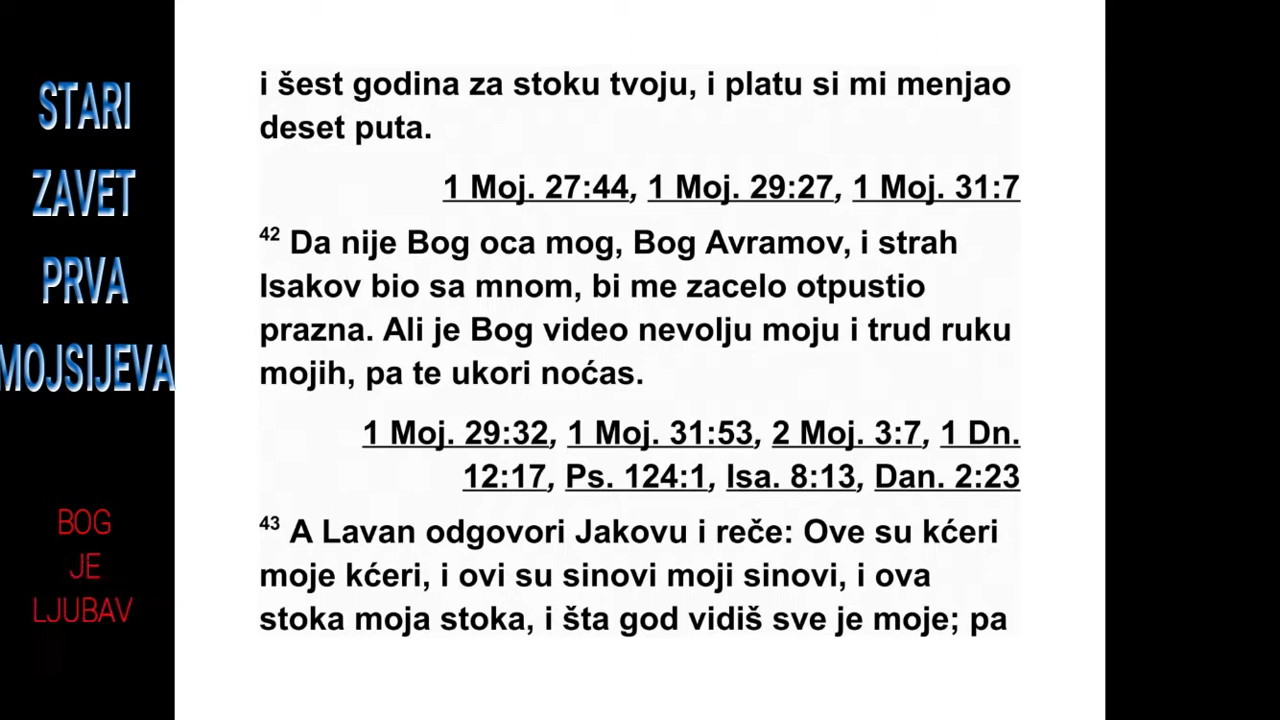 STARI
ZAVET
PRVA
MOJSIJEVA
BOG
JE
LJUBAV
i šest godina za stoku tvoju, i platu si mi menjao
deset puta.
1 Moj. 27:44, 1 Moj. 29:27, 1 Moj. 31:7
42 Da nije Bog oca mog, Bog Avramov, i strah
Isakov bio sa mnom, bi me zacelo otpustio
prazna. Ali je Bog video nevolju moju i trud ruku
mojih, pa te ukori noćas.
1 Moj. 29:32, 1 Moj. 31:53, 2 Moj. 3:7, 1 Dn.
12:17, Ps. 124:1, Isa. 8:13, Dan. 2:23
43 A Lavan odgovori Jakovu i reče: Ove su kćeri
moje kćeri, i ovi su sinovi moji sinovi, i ova
stoka moja stoka, i šta god vidiš sve je moje; pa